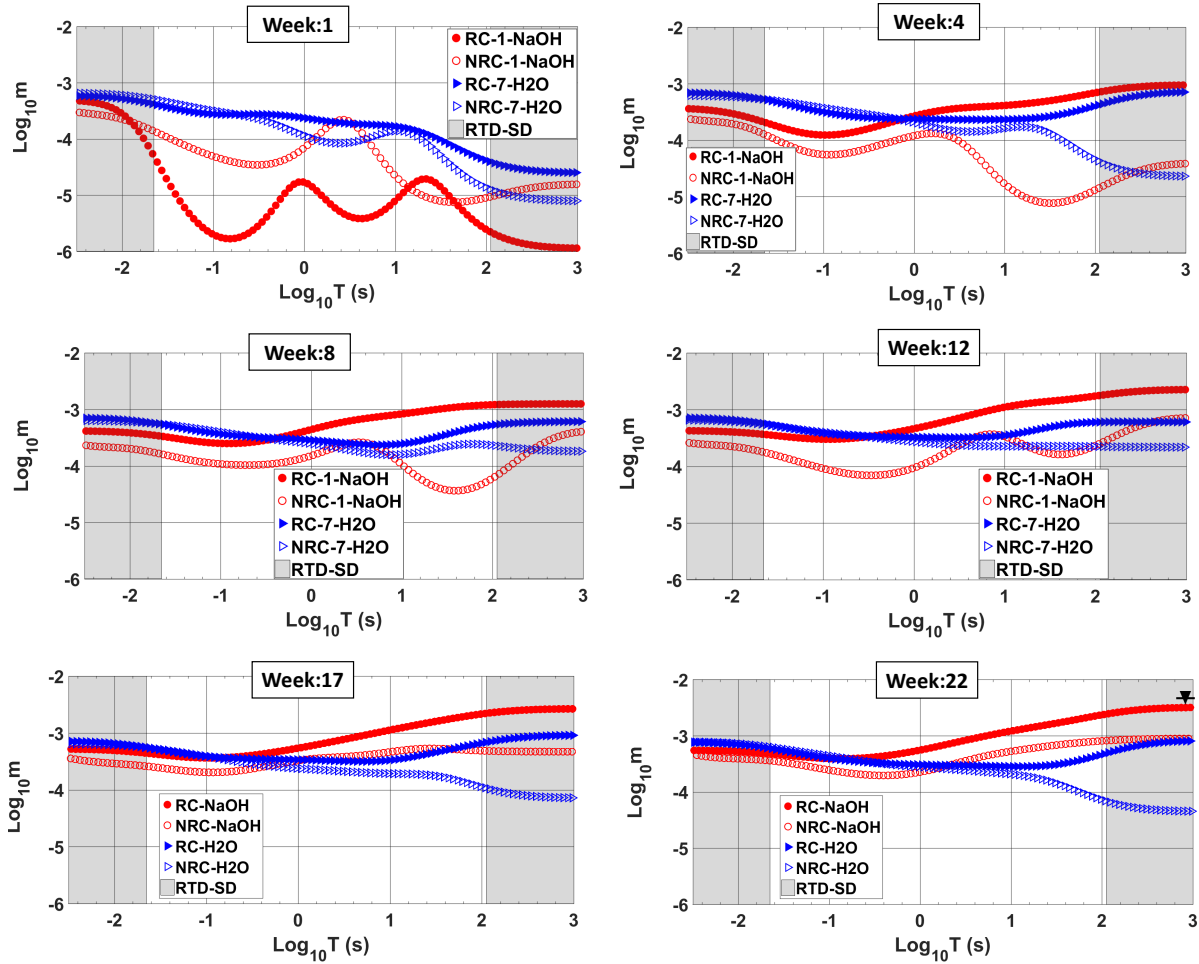 Week:1
-2
-3
-4
-5
-6
Log10m
-2
-1
0
1
2
3
Log10T (s)
RC-1-NaOH
NRC-1-NaOH
RC-7-H2O
NRC-7-H2O
RTD-SD
Week:4
-2
-3
-4
-5
-6
Log10m
-2
-1
0
1
2
3
Log10T (s)
RC-1-NaOH
NRC-1-NaOH
RC-7-H2O
NRC-7-H2O
RTD-SD
Week:8
-2
-3
-4
-5
-6
Log10m
-2
-1
0
1
2
3
Log10T (s)
RC-1-NaOH
NRC-1-NaOH
RC-7-H2O
NRC-7-H2O
RTD-SD
Week:12
-2
-3
-4
-5
-6
Log10m
-2
-1
0
1
2
3
Log10T (s)
RC-1-NaOH
NRC-1-NaOH
RC-7-H2O
NRC-7-H2O
RTD-SD
Week:17
-2
-3
-4
-5
-6
Log10m
-2
-1
0
1
2
3
Log10T (s)
RC-NaOH
NRC-NaOH
RC-H2O
NRC-H2O
RTD-SD
Week:22
-2
-3
-4
-5
-6
Log10m
-2
-1
0
1
2
3
Log10T (s)
RC-NaOH
NRC-NaOH
RC-H2O
NRC-H2O
RTD-SD